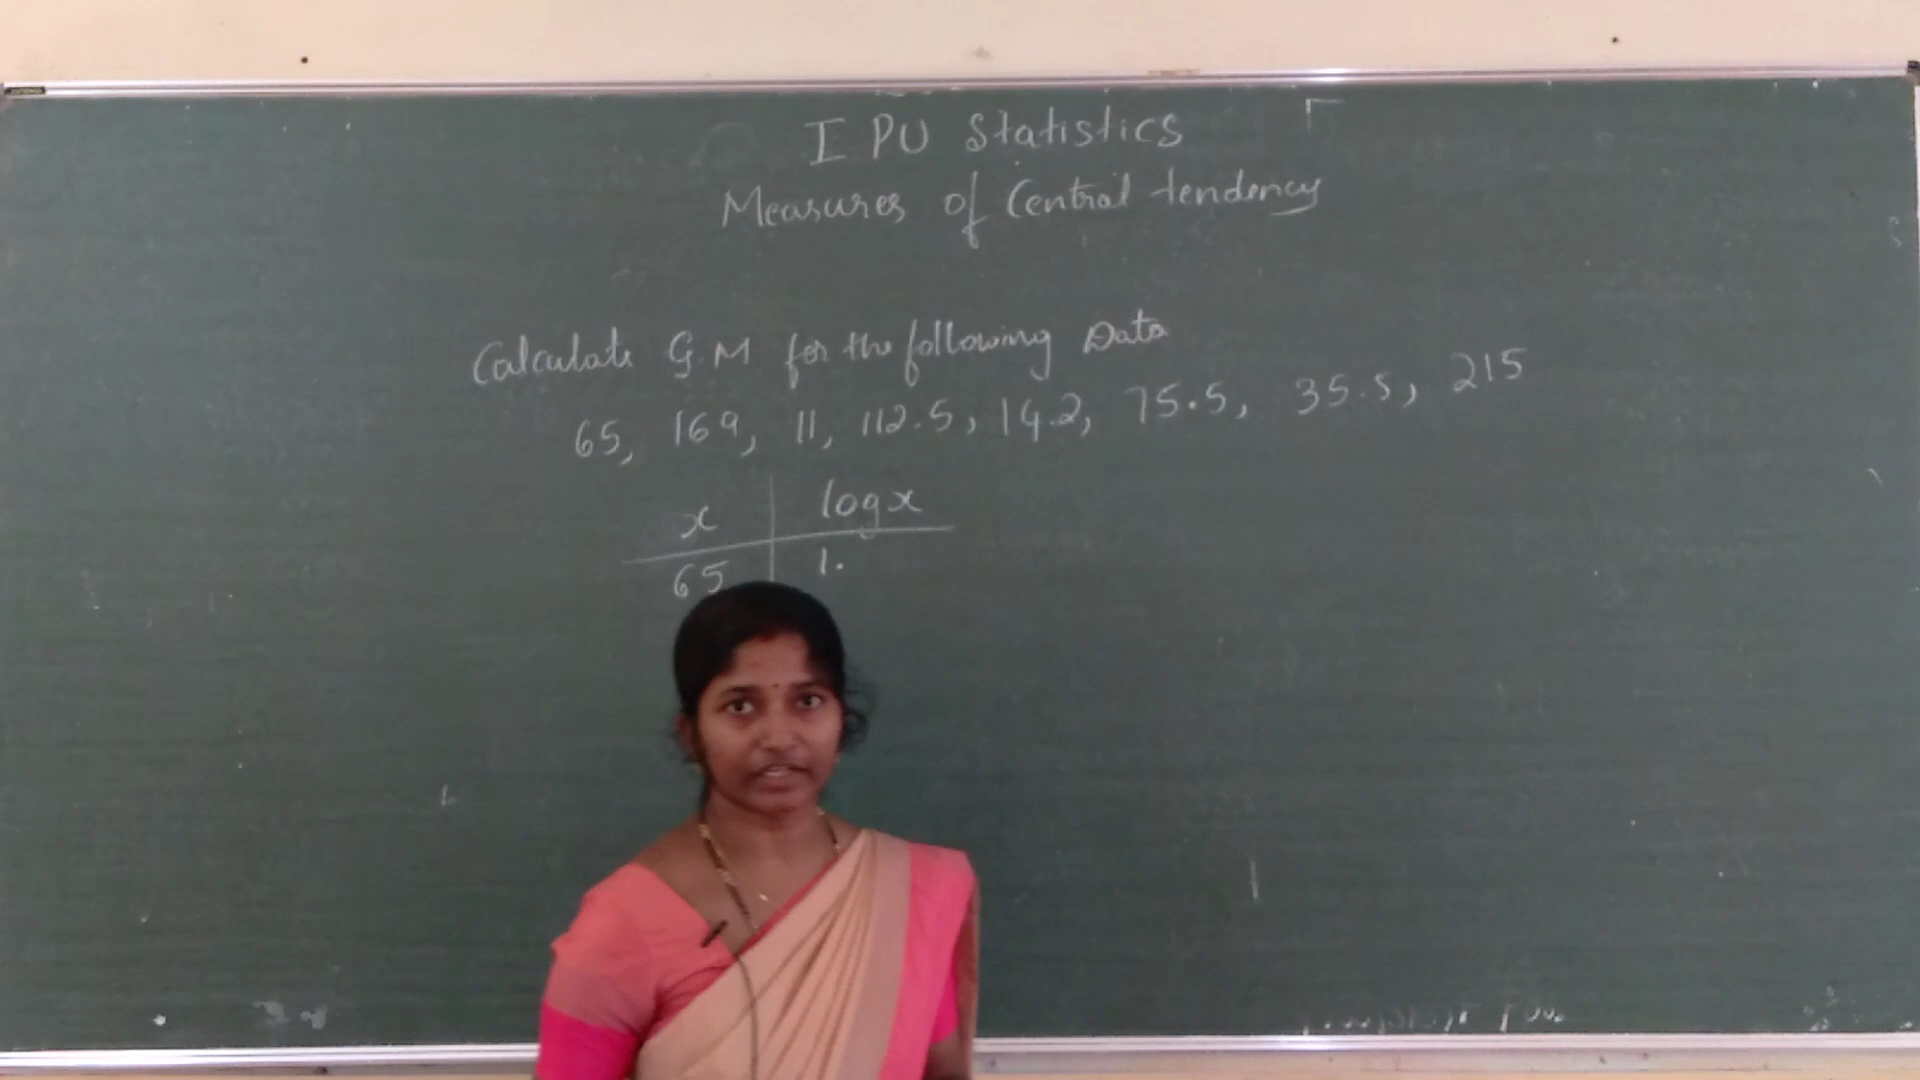 I PU Statistics
Measures of Central tendency
Calculate G.M for the following Data
65, 169, 11, 112.5, 14.2, 75.5, 35.5, 215
x logx
65 1.